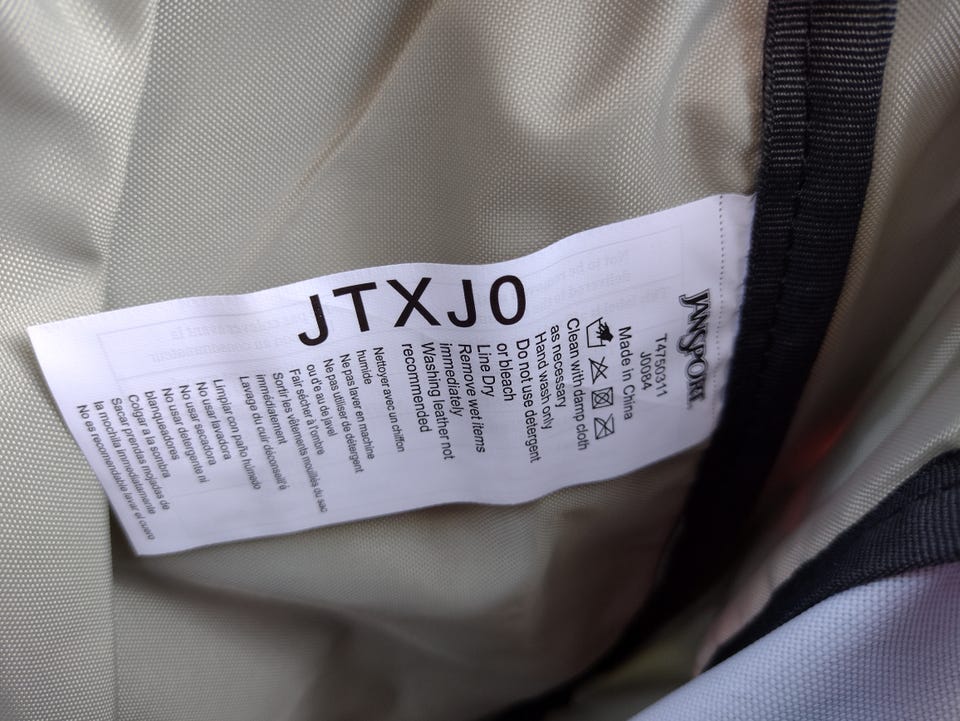 JANSPORT
T4750311
J0084
Made in China
Clean with damp cloth
as necessary
Hand wash only
Do not use detergent
or bleach
Line Dry
Remove wet items
immediately
Washing leather not
recommended
JTXJ0
Nettoyer avec un chiffon
humide
Ne pas laver en machine
Ne pas utiliser de détergent
ou d'e au de javel
Fair sécher à l'ombre
Sortir les vêtements mouillés du sac
immédiatement
Lavage du cuir déconseill'é
Limpiar con paño húmedo
No usar lavadora
No usar secadora
No usar detergente ni
blanqueadores
Colgar a la sombra
Sacar prendas mojadas de
la mochila immediatamente
No es recomendable lavar el cuero